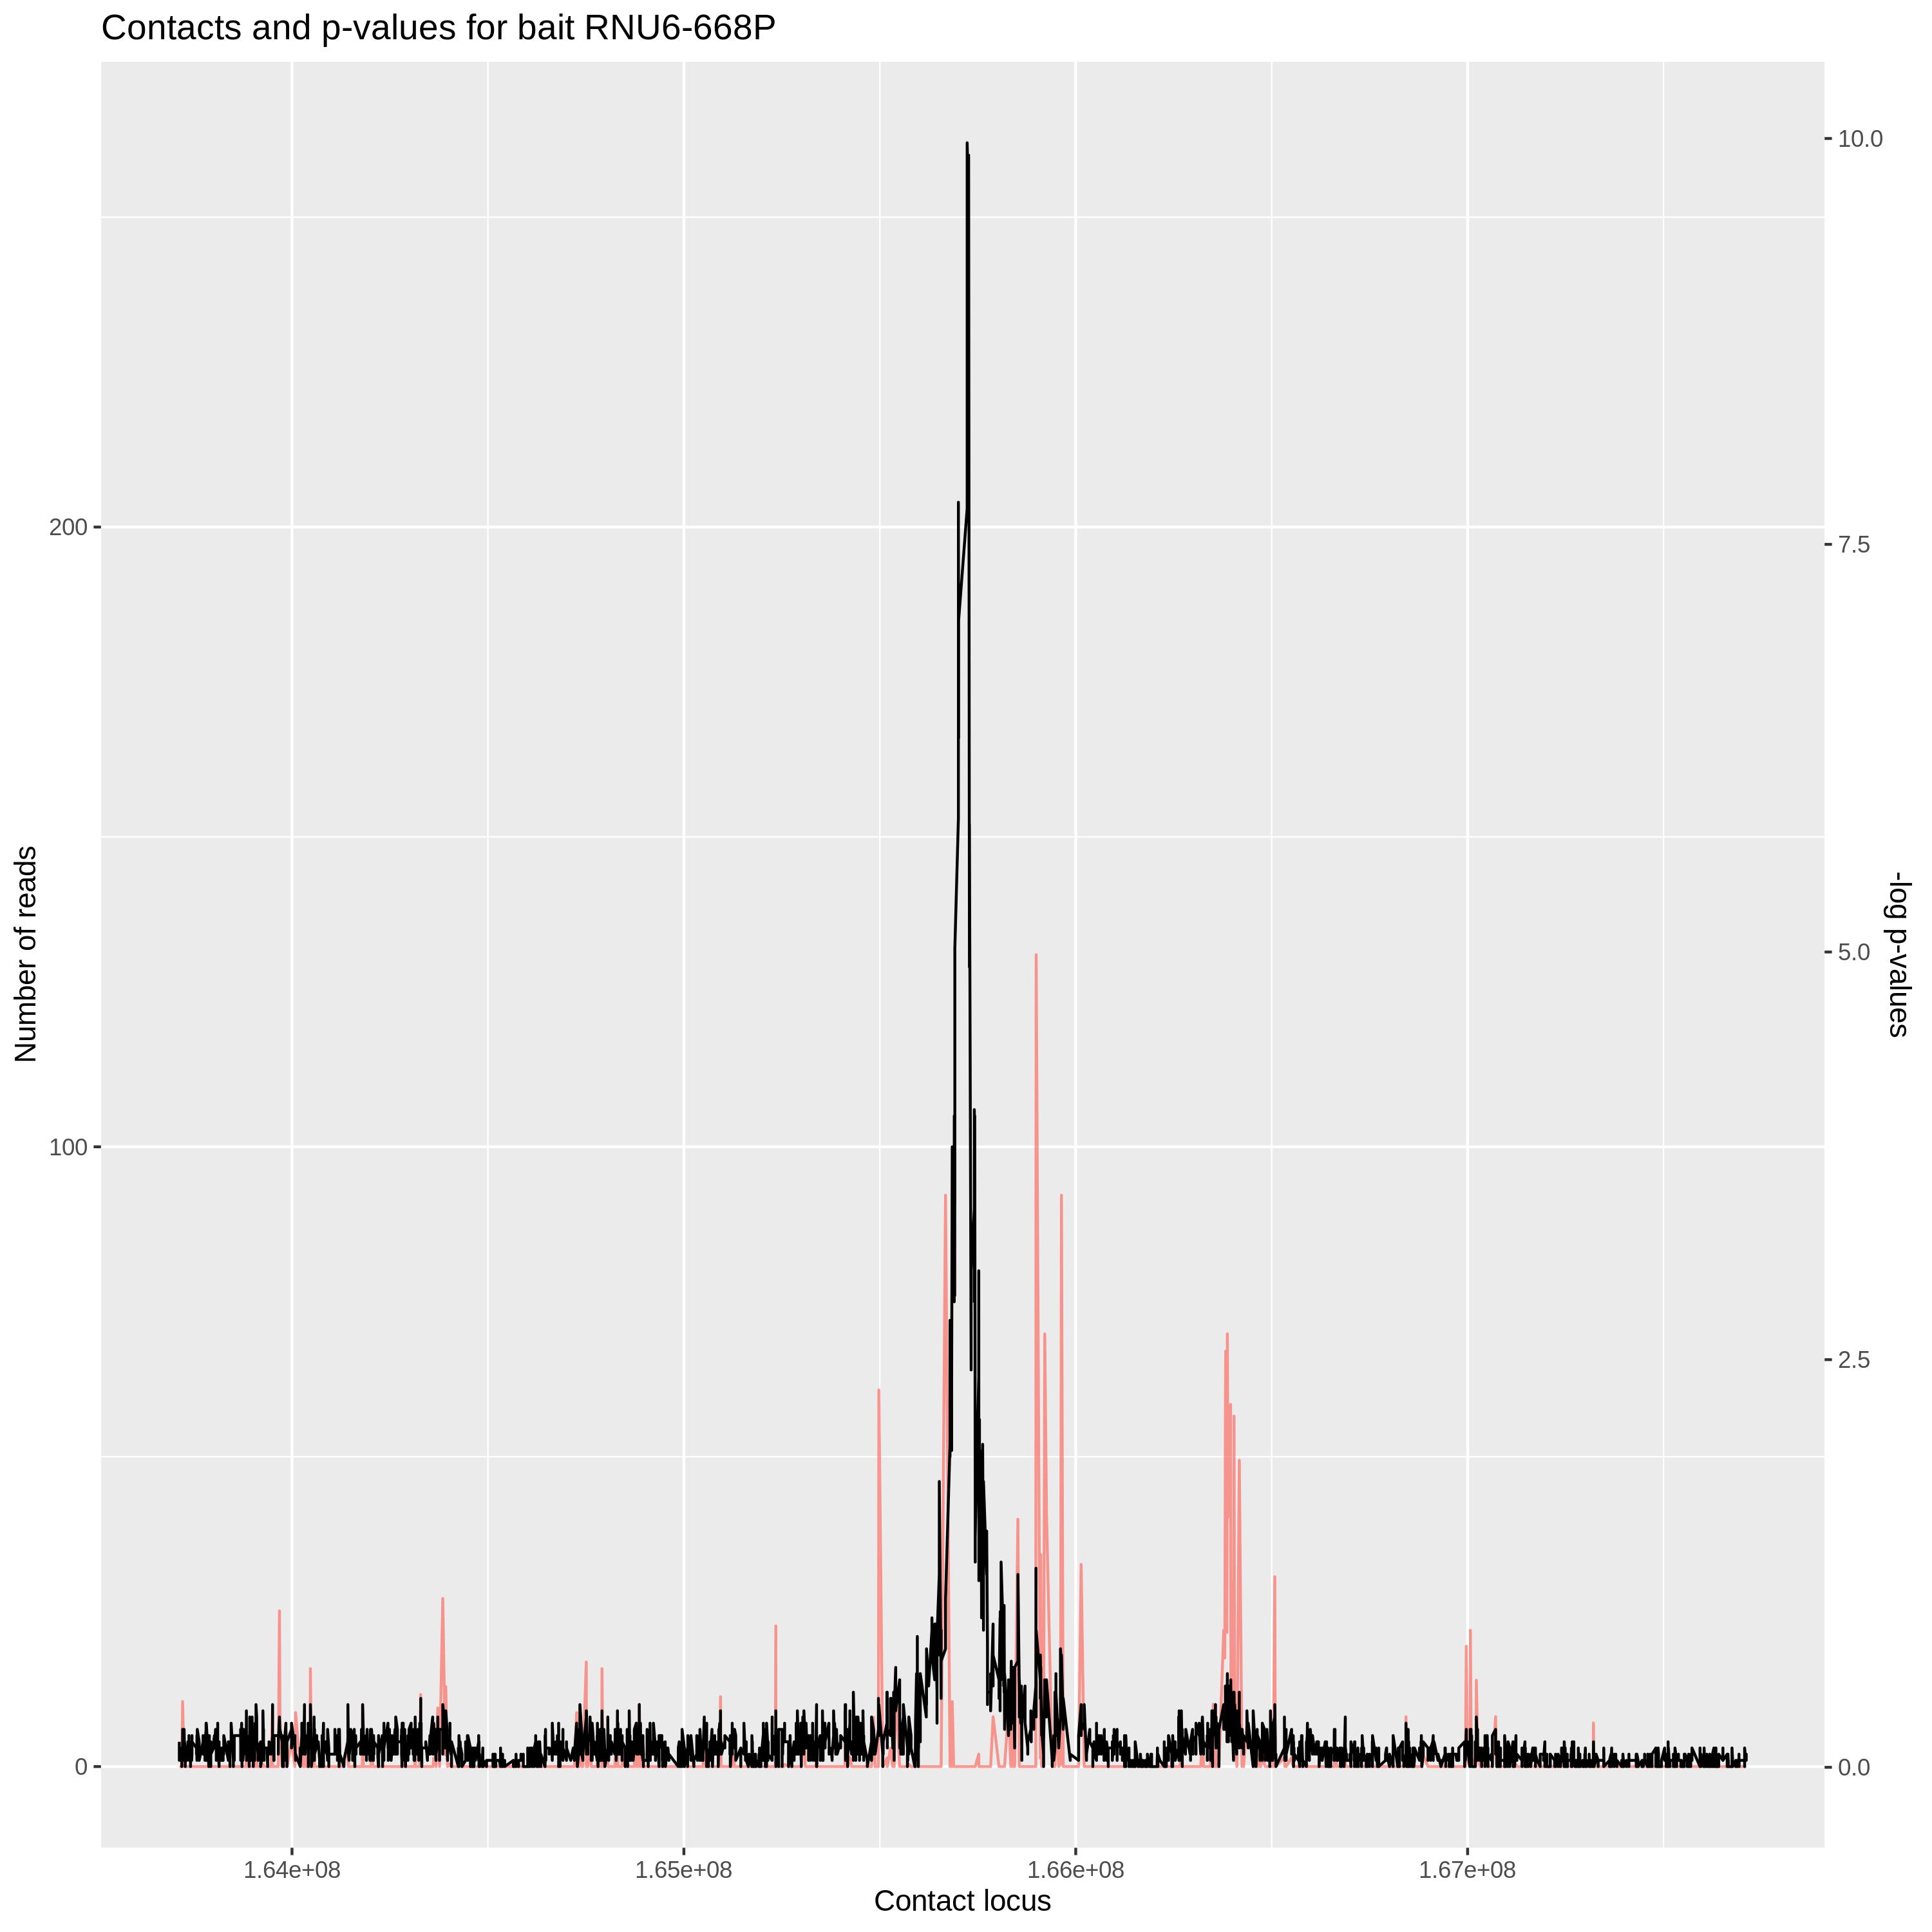 Contacts and p-values for bait RNU6-668P
Number of reads
200
100
0
10.0
7.5
5.0
2.5
0.0
-log p-values
1.64e+08
1.65e+08
1.66e+08
1.67e+08
Contact locus